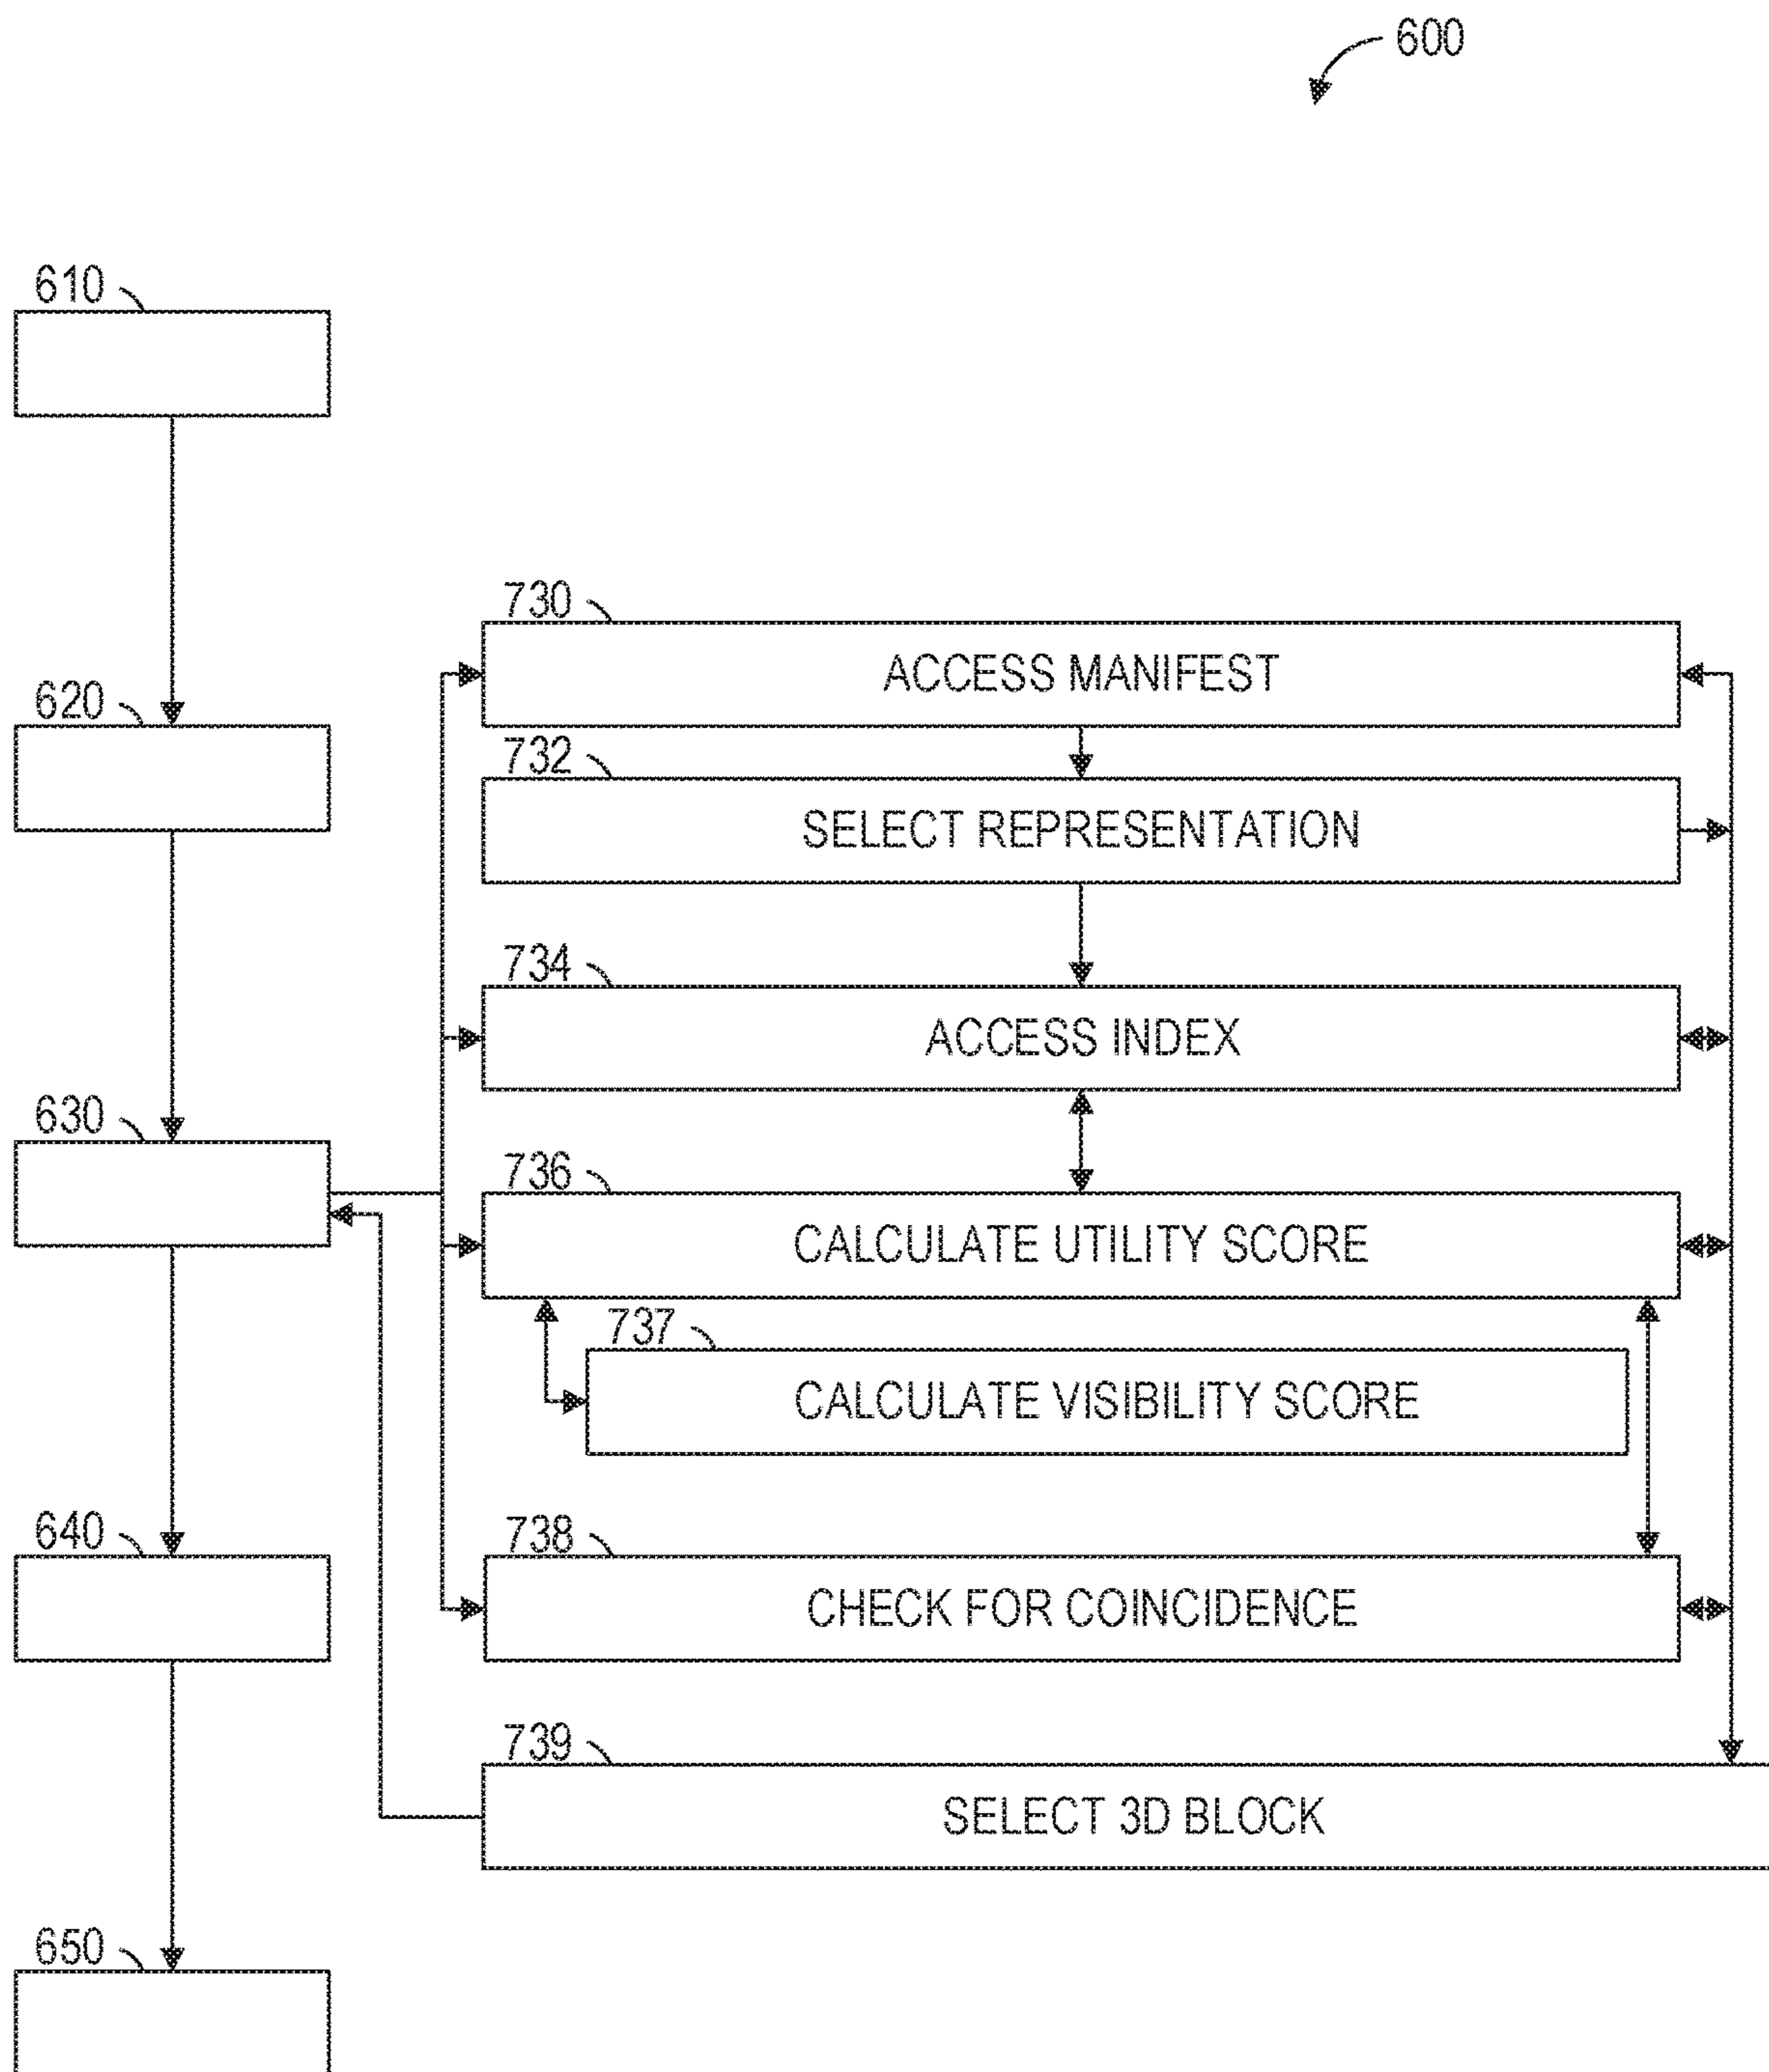 600
610
730
ACCESS MANIFEST
620
732
SELECT REPRESENTATION
734
ACCESS INDEX
630
736
CALCULATE UTILITY SCORE
737
CALCULATE VISIBILITY SCORE
640
738
CHECK FOR COINCIDENCE
739
SELECT 3D BLOCK
650